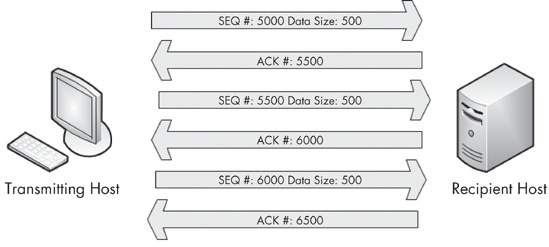 SEQ #: 5000 Data Size: 500
ACK #: 5500
SEQ #: 5500 Data Size: 500
ACK #: 6000
SEQ #: 6000 Data Size: 500
ACK #: 6500
Transmitting Host
Recipient Host